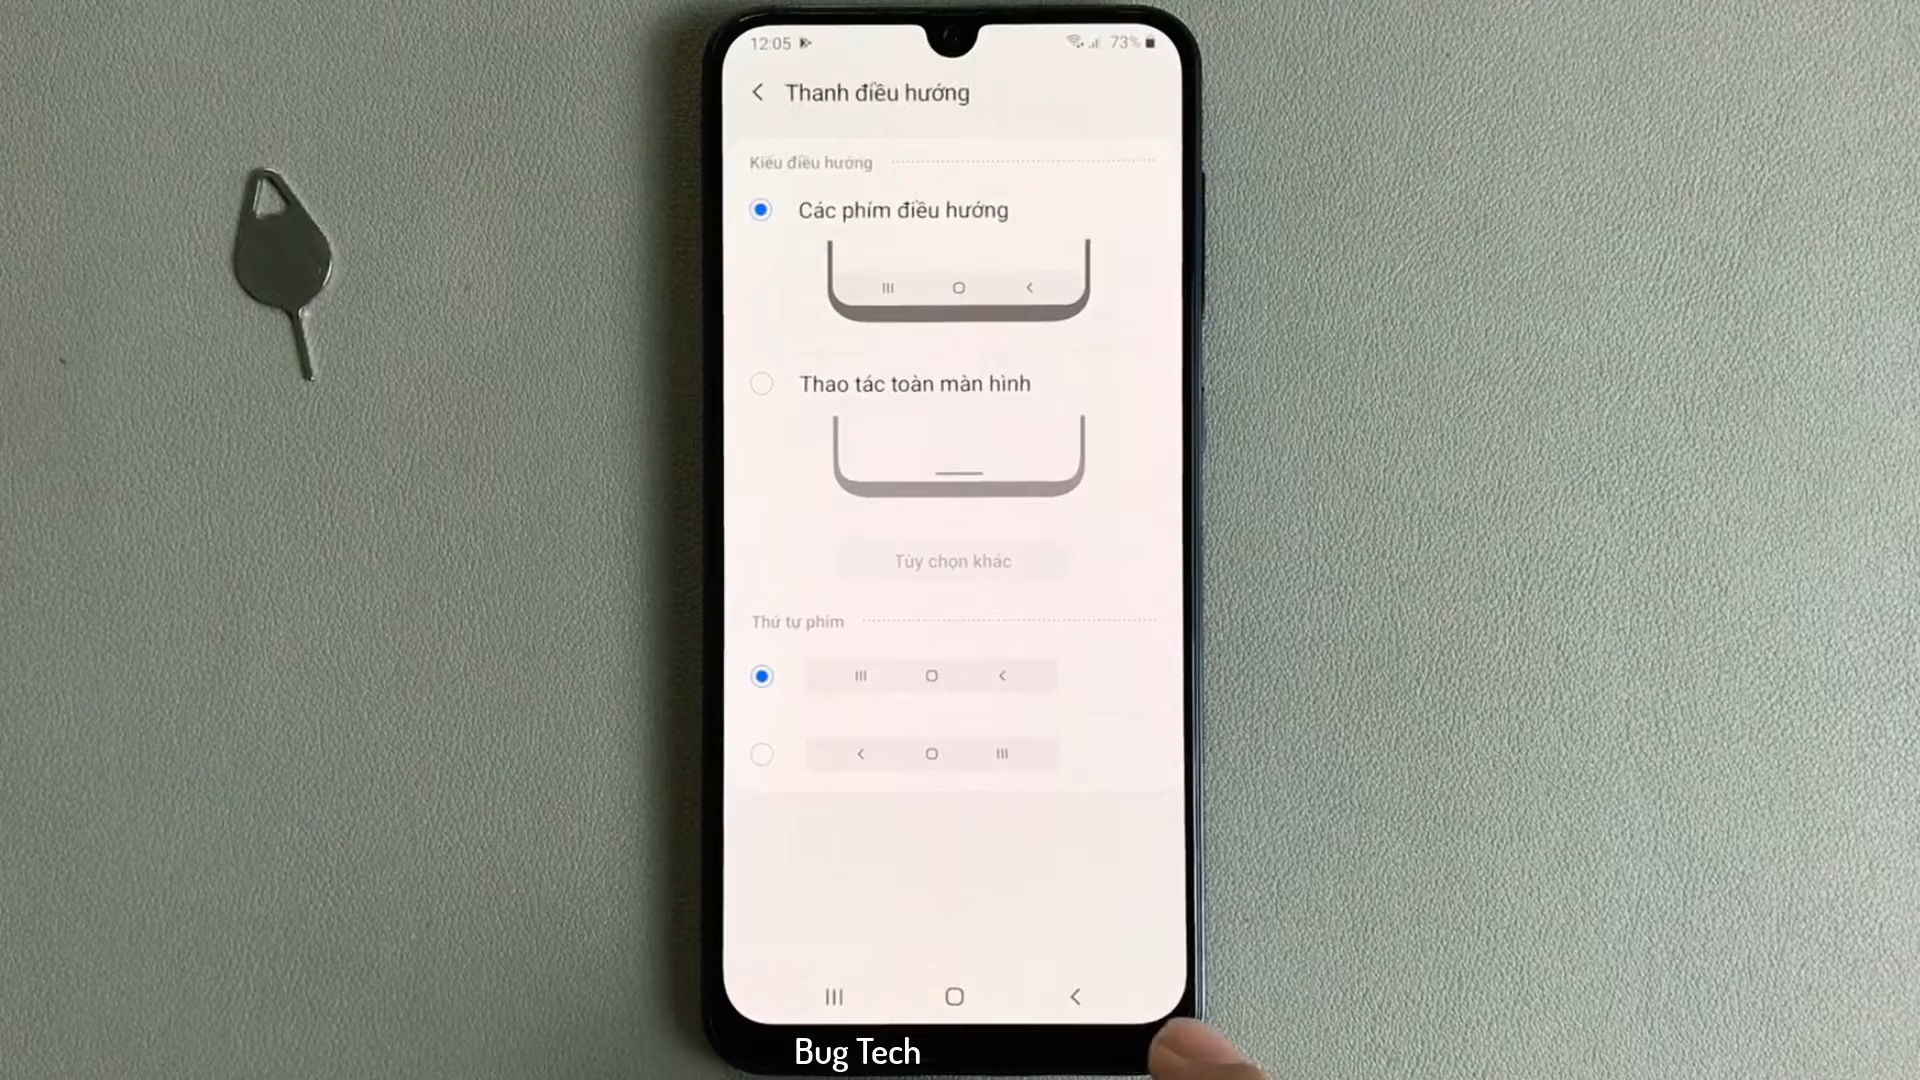 12:05 73%
Thanh điều hướng
Kiểu điều hướng
Các phím điều hướng
Thao tác toàn màn hình
Tùy chọn khác
Thứ tự phím
Bug Tech